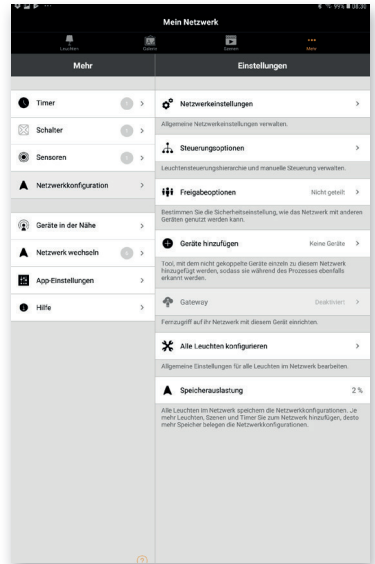 99% 08:30
Mein Netzwerk
Leuchten
Galerie
Szenen
Mehr
Mehr
Timer
Schalter
Sensoren
Netzwerkkonfiguration
Geräte in der Nähe
Netzwerk wechseln
App-Einstellungen
Hilfe
?
Einstellungen
Netzwerkeinstellungen
Allgemeine Netzwerkeinstellungen verwalten.
Steuerungsoptionen
Leuchtensteuerungshierarchie und manuelle Steuerung verwalten.
Freigabeoptionen Nicht geteilt
Bestimmen Sie die Sicherheitseinstellung, wie das Netzwerk mit anderen
Geräten genutzt werden kann.
Geräte hinzufügen Keine Geräte
Tool, mit dem nicht gekoppelte Geräte einzeln zu diesem Netzwerk
hinzugefügt werden, sodass sie während des Prozesses ebenfalls
erkannt werden.
Gateway Deaktiviert
Fernzugriff auf ihr Netzwerk mit diesem Gerät einrichten.
Alle Leuchten konfigurieren
Allgemeine Einstellungen für alle Leuchten im Netzwerk bearbeiten.
Speicherauslastung 2 %
Alle Leuchten im Netzwerk speichern die Netzwerkkonfigurationen. Je
mehr Leuchten, Szenen und Timer Sie zum Netzwerk hinzufügen, desto
mehr Speicher belegen die Netzwerkkonfigurationen.